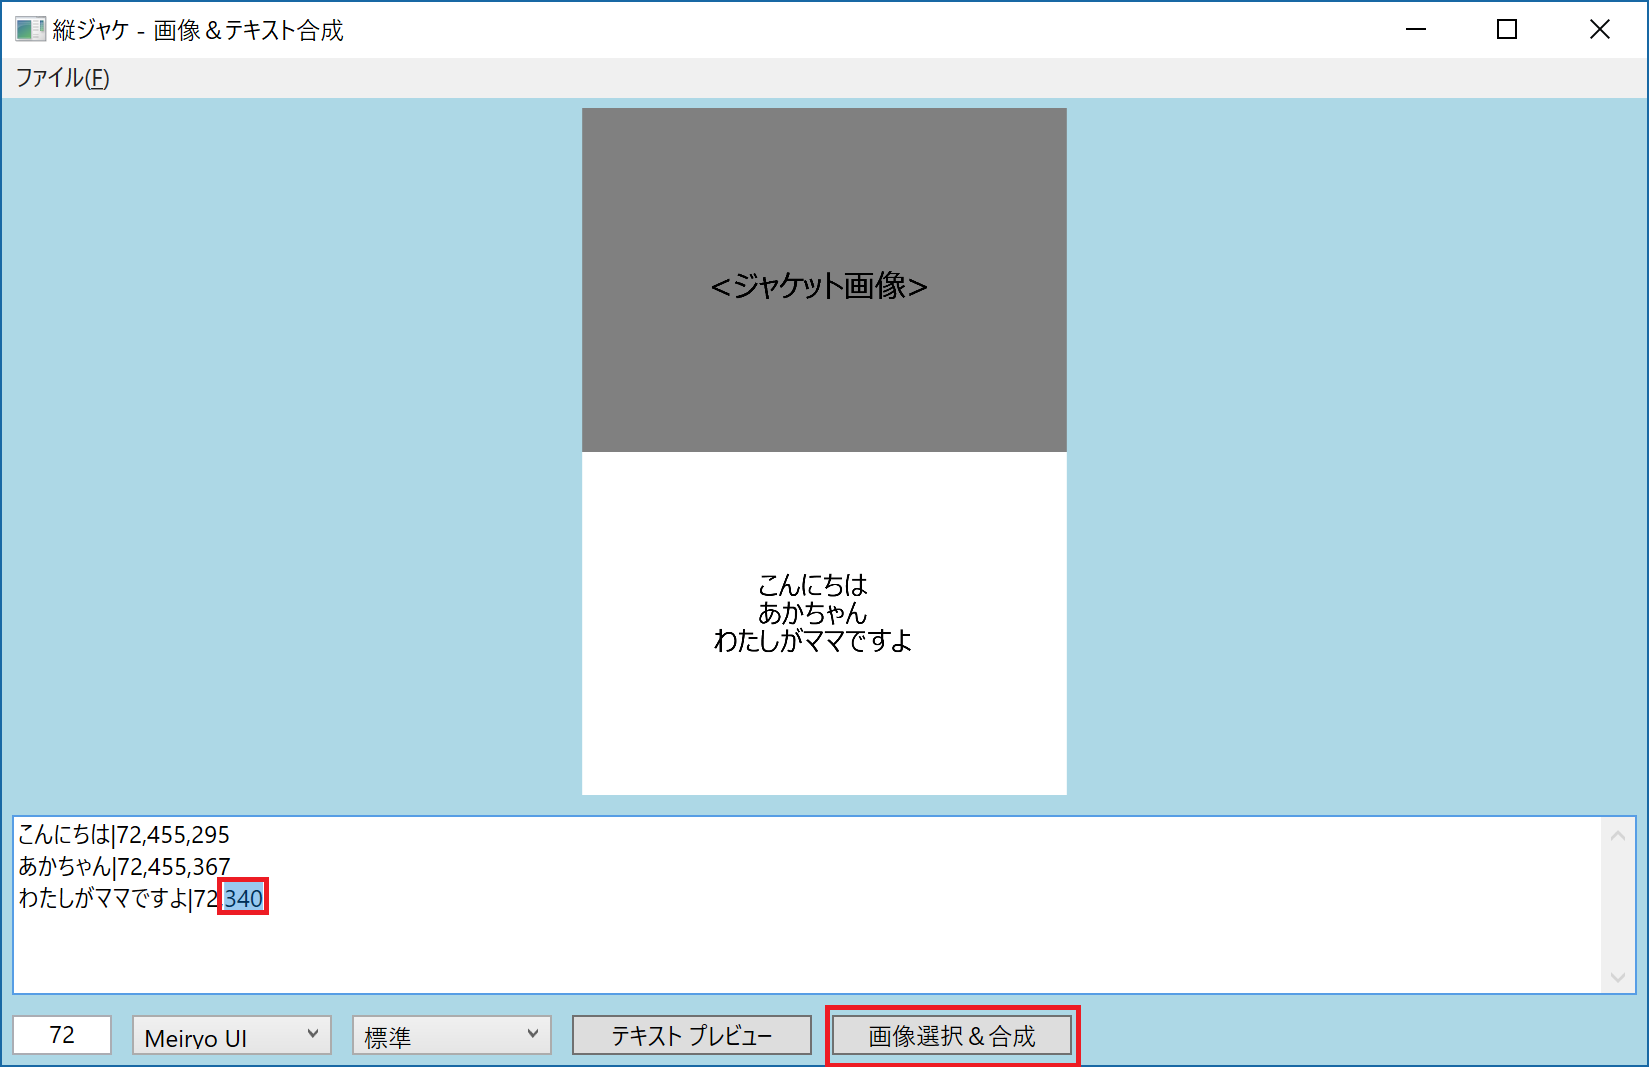 縦ジャケ - 画像＆テキスト合成
ファイル(F)
<ジャケット画像>
こんにちは
あかちゃん
わたしがママですよ
こんにちは|72,455,295
あかちゃん|72,455,367
わたしがママですよ|72,340
72
Meiryo UI
標準
テキスト プレビュー
画像選択＆合成